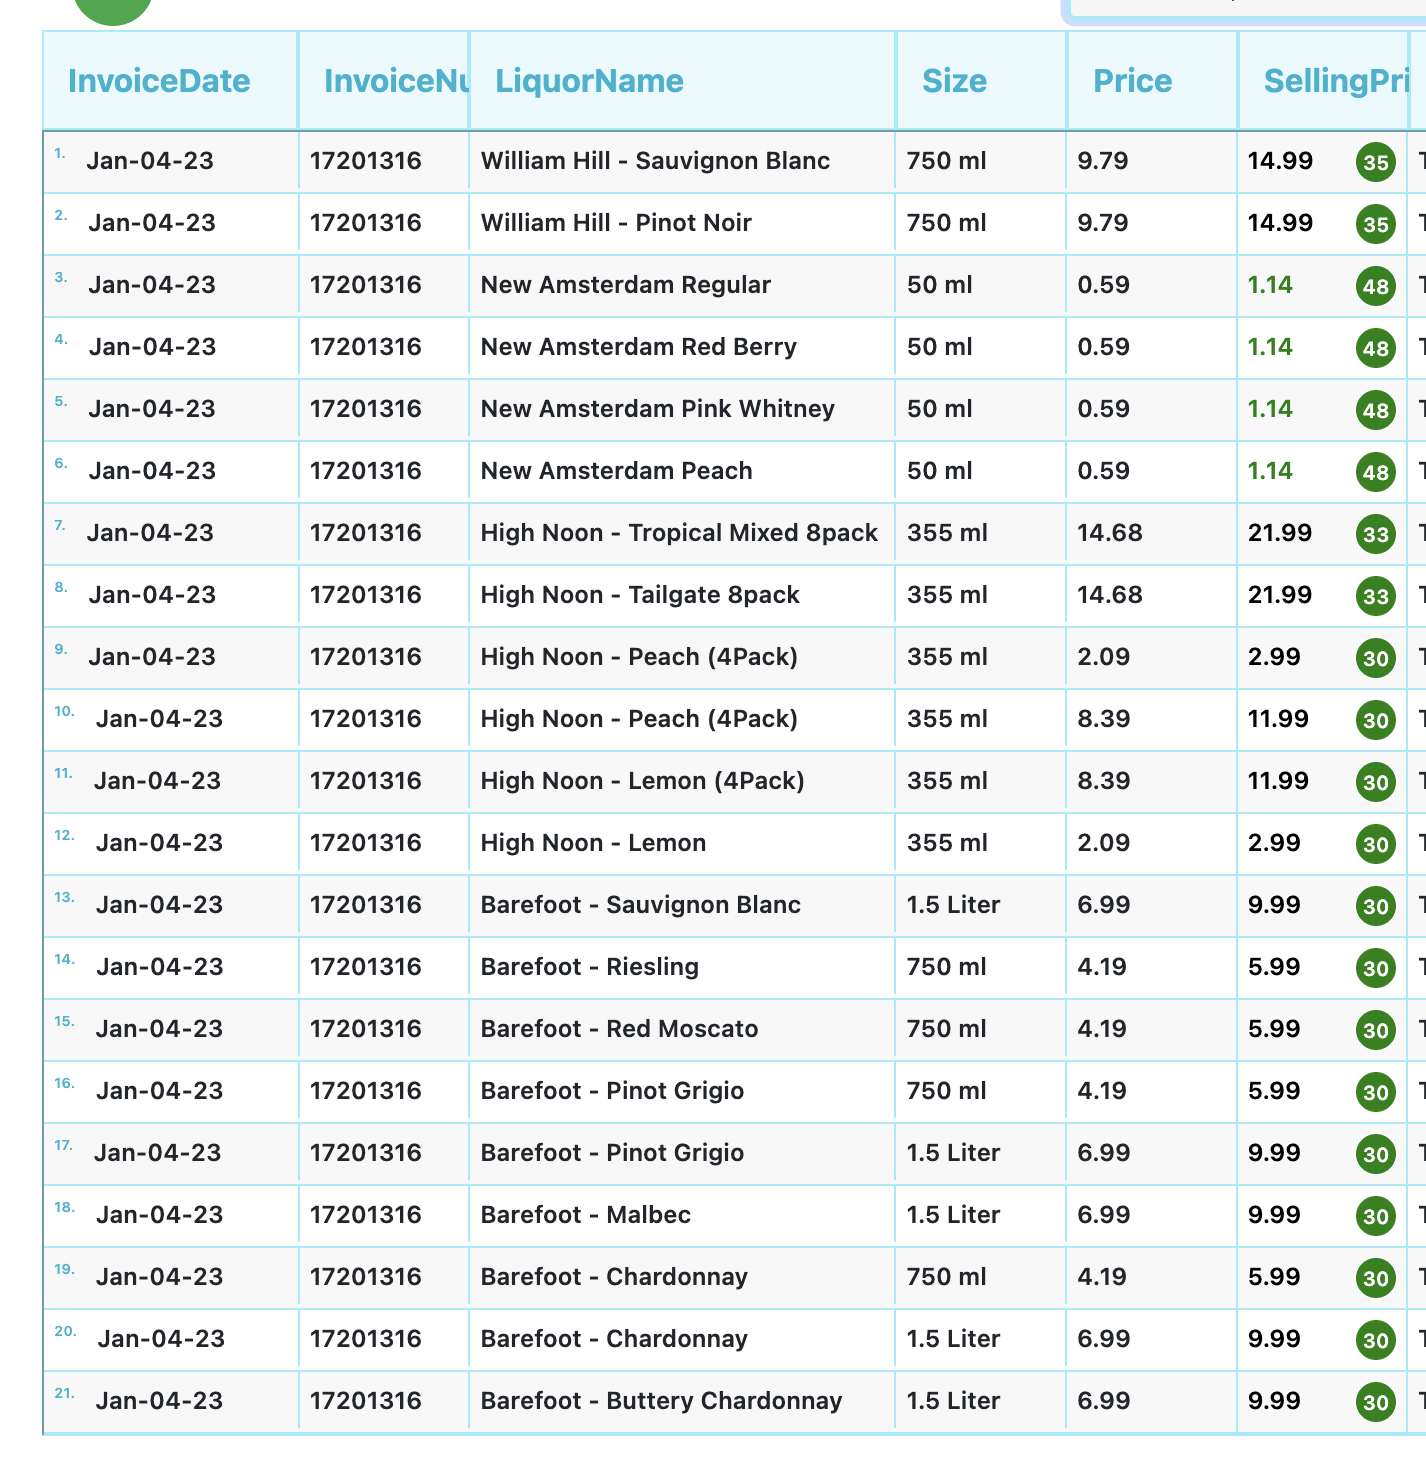 InvoiceDate InvoiceNu LiquorName Size Price SellingPri
1. Jan-04-23 17201316 William Hill - Sauvignon Blanc 750 ml 9.79 14.99 35 T
2. Jan-04-23 17201316 William Hill - Pinot Noir 750 ml 9.79 14.99 35 T
3. Jan-04-23 17201316 New Amsterdam Regular 50 ml 0.59 1.14 48 T
4. Jan-04-23 17201316 New Amsterdam Red Berry 50 ml 0.59 1.14 48 T
5. Jan-04-23 17201316 New Amsterdam Pink Whitney 50 ml 0.59 1.14 48 T
6. Jan-04-23 17201316 New Amsterdam Peach 50 ml 0.59 1.14 48 T
7. Jan-04-23 17201316 High Noon - Tropical Mixed 8pack 355 ml 14.68 21.99 33 T
8. Jan-04-23 17201316 High Noon - Tailgate 8pack 355 ml 14.68 21.99 33 T
9. Jan-04-23 17201316 High Noon - Peach (4Pack) 355 ml 2.09 2.99 30 T
10. Jan-04-23 17201316 High Noon - Peach (4Pack) 355 ml 8.39 11.99 30 T
11. Jan-04-23 17201316 High Noon - Lemon (4Pack) 355 ml 8.39 11.99 30 T
12. Jan-04-23 17201316 High Noon - Lemon 355 ml 2.09 2.99 30 T
13. Jan-04-23 17201316 Barefoot - Sauvignon Blanc 1.5 Liter 6.99 9.99 30 T
14. Jan-04-23 17201316 Barefoot - Riesling 750 ml 4.19 5.99 30 T
15. Jan-04-23 17201316 Barefoot - Red Moscato 750 ml 4.19 5.99 30 T
16. Jan-04-23 17201316 Barefoot - Pinot Grigio 750 ml 4.19 5.99 30 T
17. Jan-04-23 17201316 Barefoot - Pinot Grigio 1.5 Liter 6.99 9.99 30 T
18. Jan-04-23 17201316 Barefoot - Malbec 1.5 Liter 6.99 9.99 30 T
19. Jan-04-23 17201316 Barefoot - Chardonnay 750 ml 4.19 5.99 30 T
20. Jan-04-23 17201316 Barefoot - Chardonnay 1.5 Liter 6.99 9.99 30 T
21. Jan-04-23 17201316 Barefoot - Buttery Chardonnay 1.5 Liter 6.99 9.99 30 T